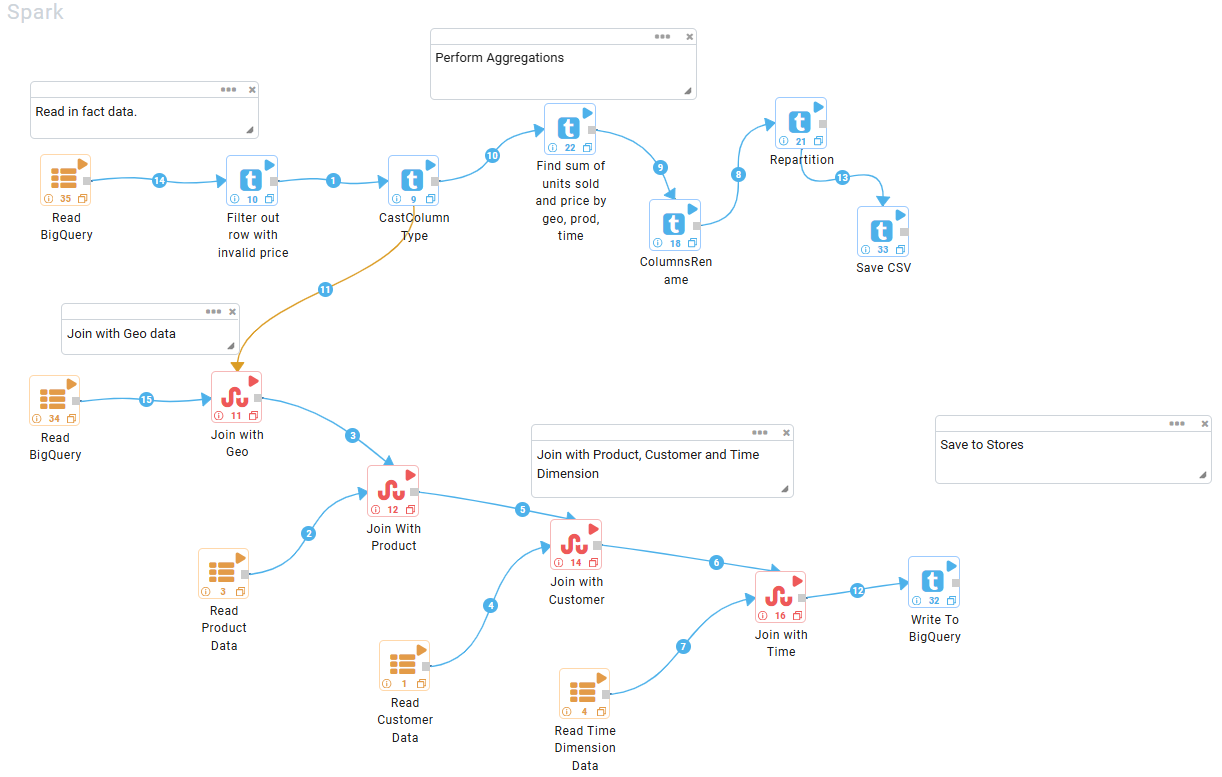 Spark
Perform Aggregations
Read in fact data.
14
1
10
9
8
13
35
Read
BigQuery
10
Filter out
row with
invalid price
9
CastColumn
Type
22
Find sum of
units sold
and price by
geo, prod,
time
18
ColumnsRen
ame
21
Repartition
33
Save CSV
11
Join with Geo data
34
Read
BigQuery
15
11
Join with
Geo
3
Join with Product, Customer and Time
Dimension
Save to Stores
12
Join With
Product
2
3
Read
Product
Data
5
14
Join with
Customer
4
1
Read
Customer
Data
6
16
Join with
Time
7
4
Read Time
Dimension
Data
12
32
Write To
BigQuery